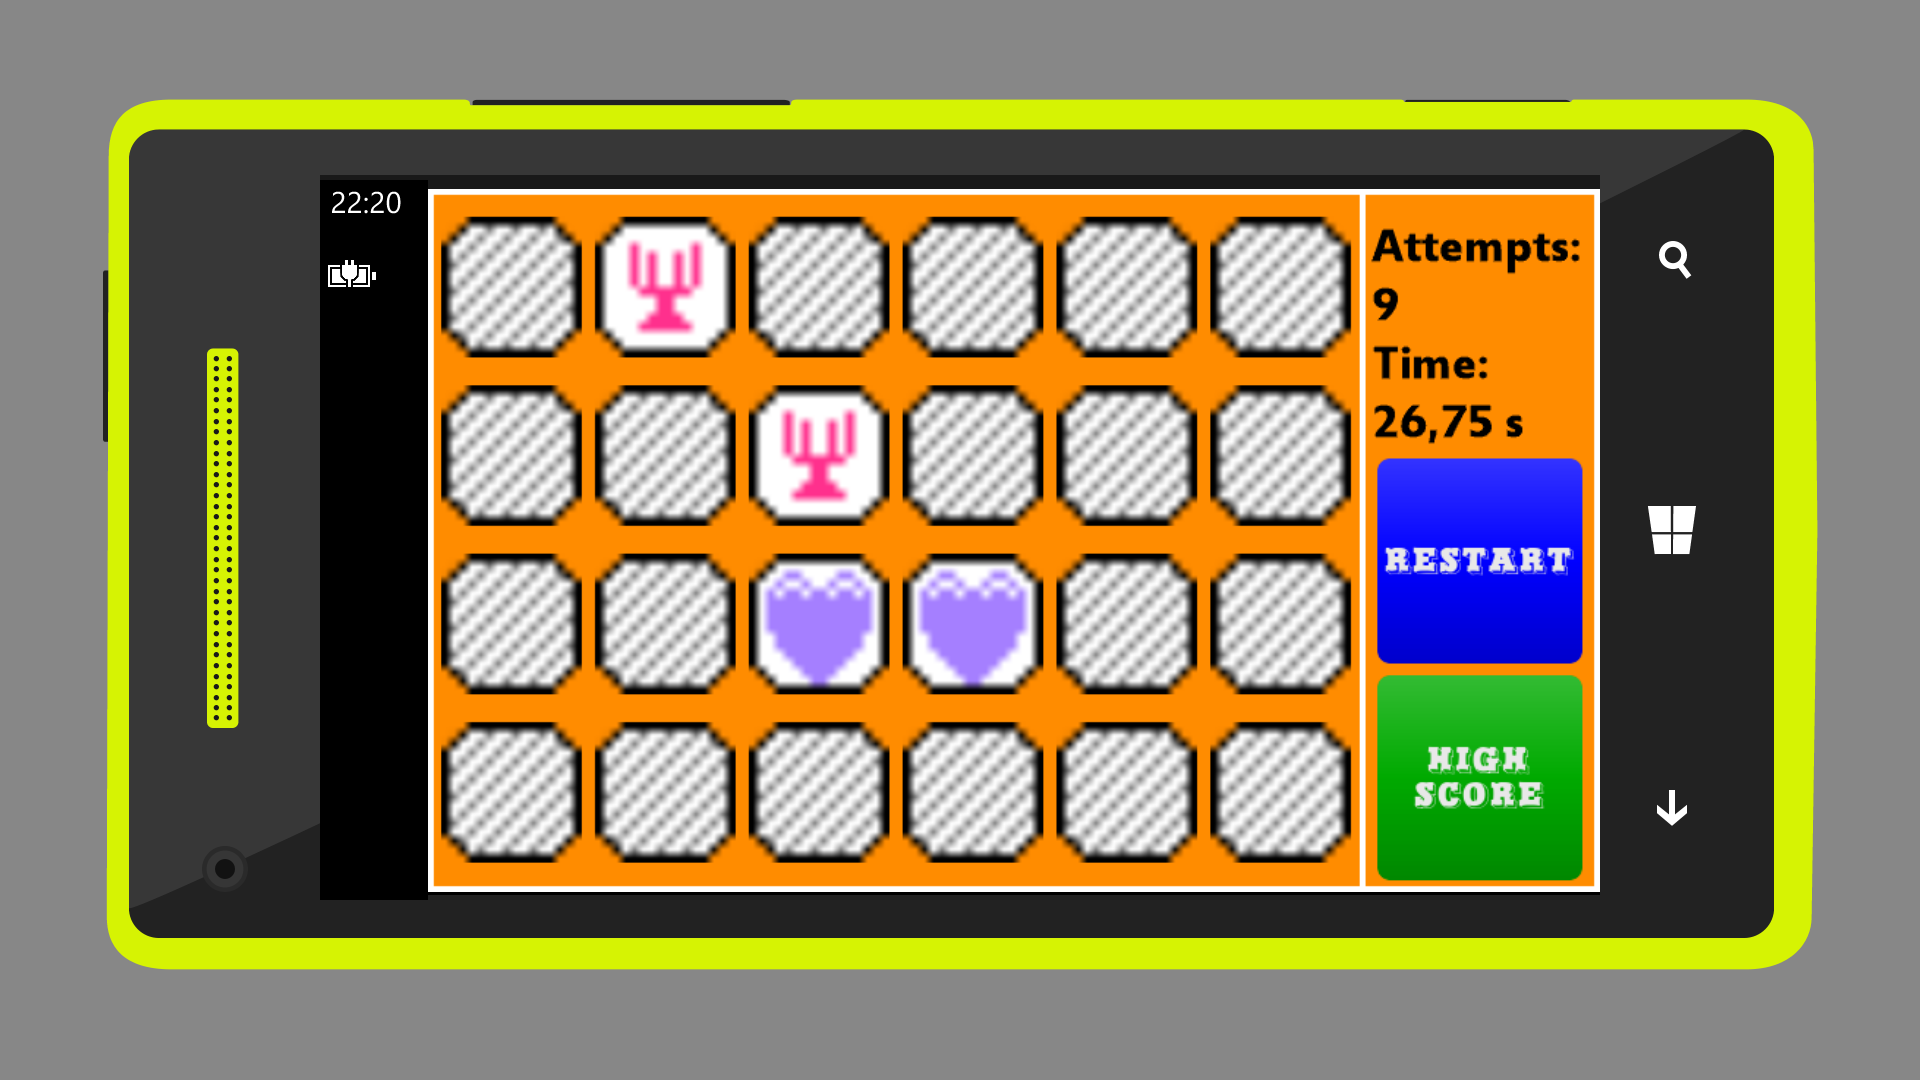 22:20
Attempts:
9
Time:
26,75 s
RESTART
HIGH
SCORE